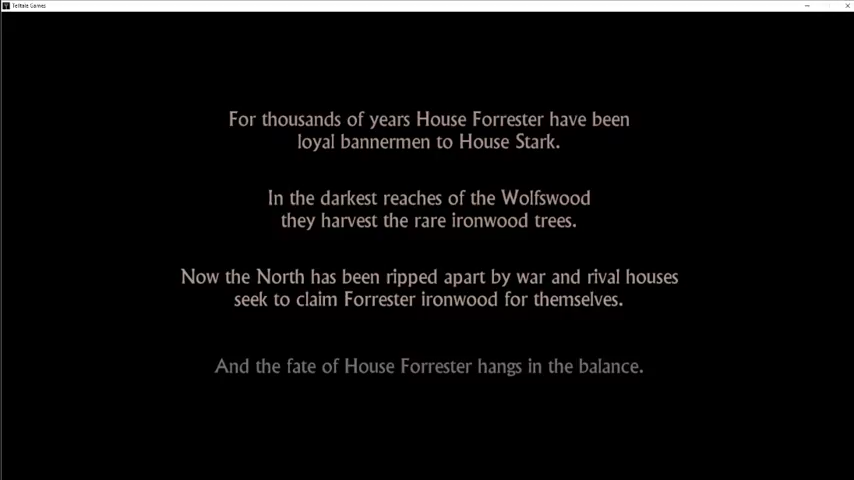 Telltale Games
For thousands of years House Forrester have been
loyal bannermen to House Stark.
In the darkest reaches of the Wolfswood
they harvest the rare ironwood trees.
Now the North has been ripped apart by war and rival houses
seek to claim Forrester ironwood for themselves.
And the fate of House Forrester hangs in the balance.